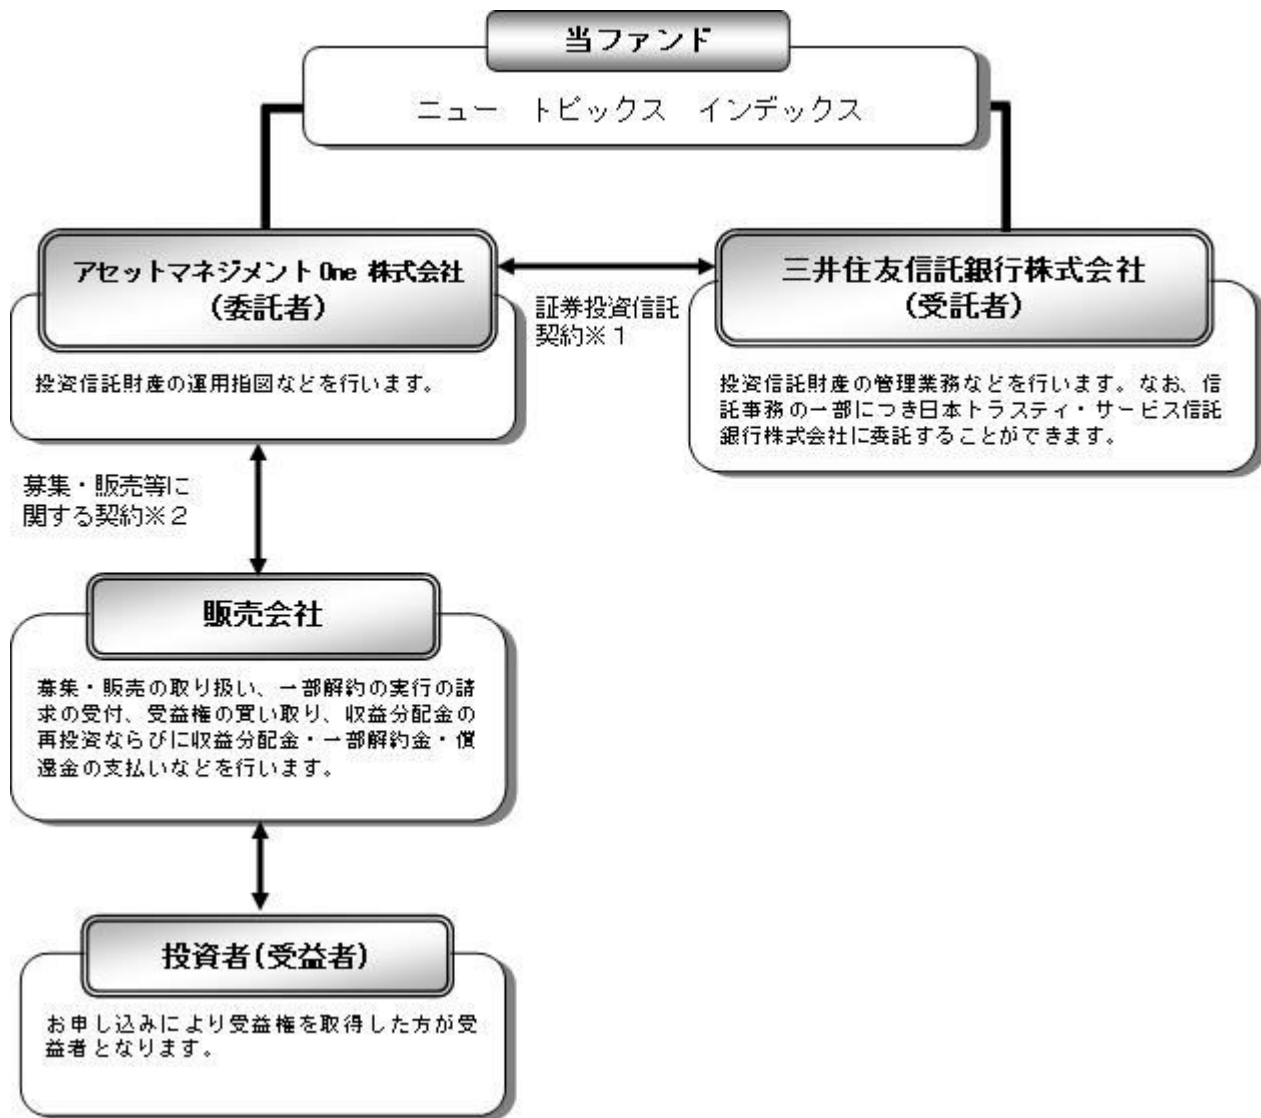 当ファンド
ニュー　トピックス　インデックス
アセットマネジメント One 株式会社
(委託者)
投資信託財産の運用指図などを行います。
証券投資信託
契約※１
三井住友信託銀行株式会社
(受託者)
投資信託財産の管理業務などを行います。なお、信
託事務の一部につき日本トラスティ・サービス信託
銀行株式会社に委託することができます。
募集・販売等に
関する契約※２
販売会社
募集・販売の取り扱い、一部解約の実行の請
求の受付、受益権の買い取り、収益分配金の
再投資ならびに収益分配金・一部解約金・償
還金の支払いなどを行います。
投資者(受益者)
お申し込みにより受益権を取得した方が受
益者となります。